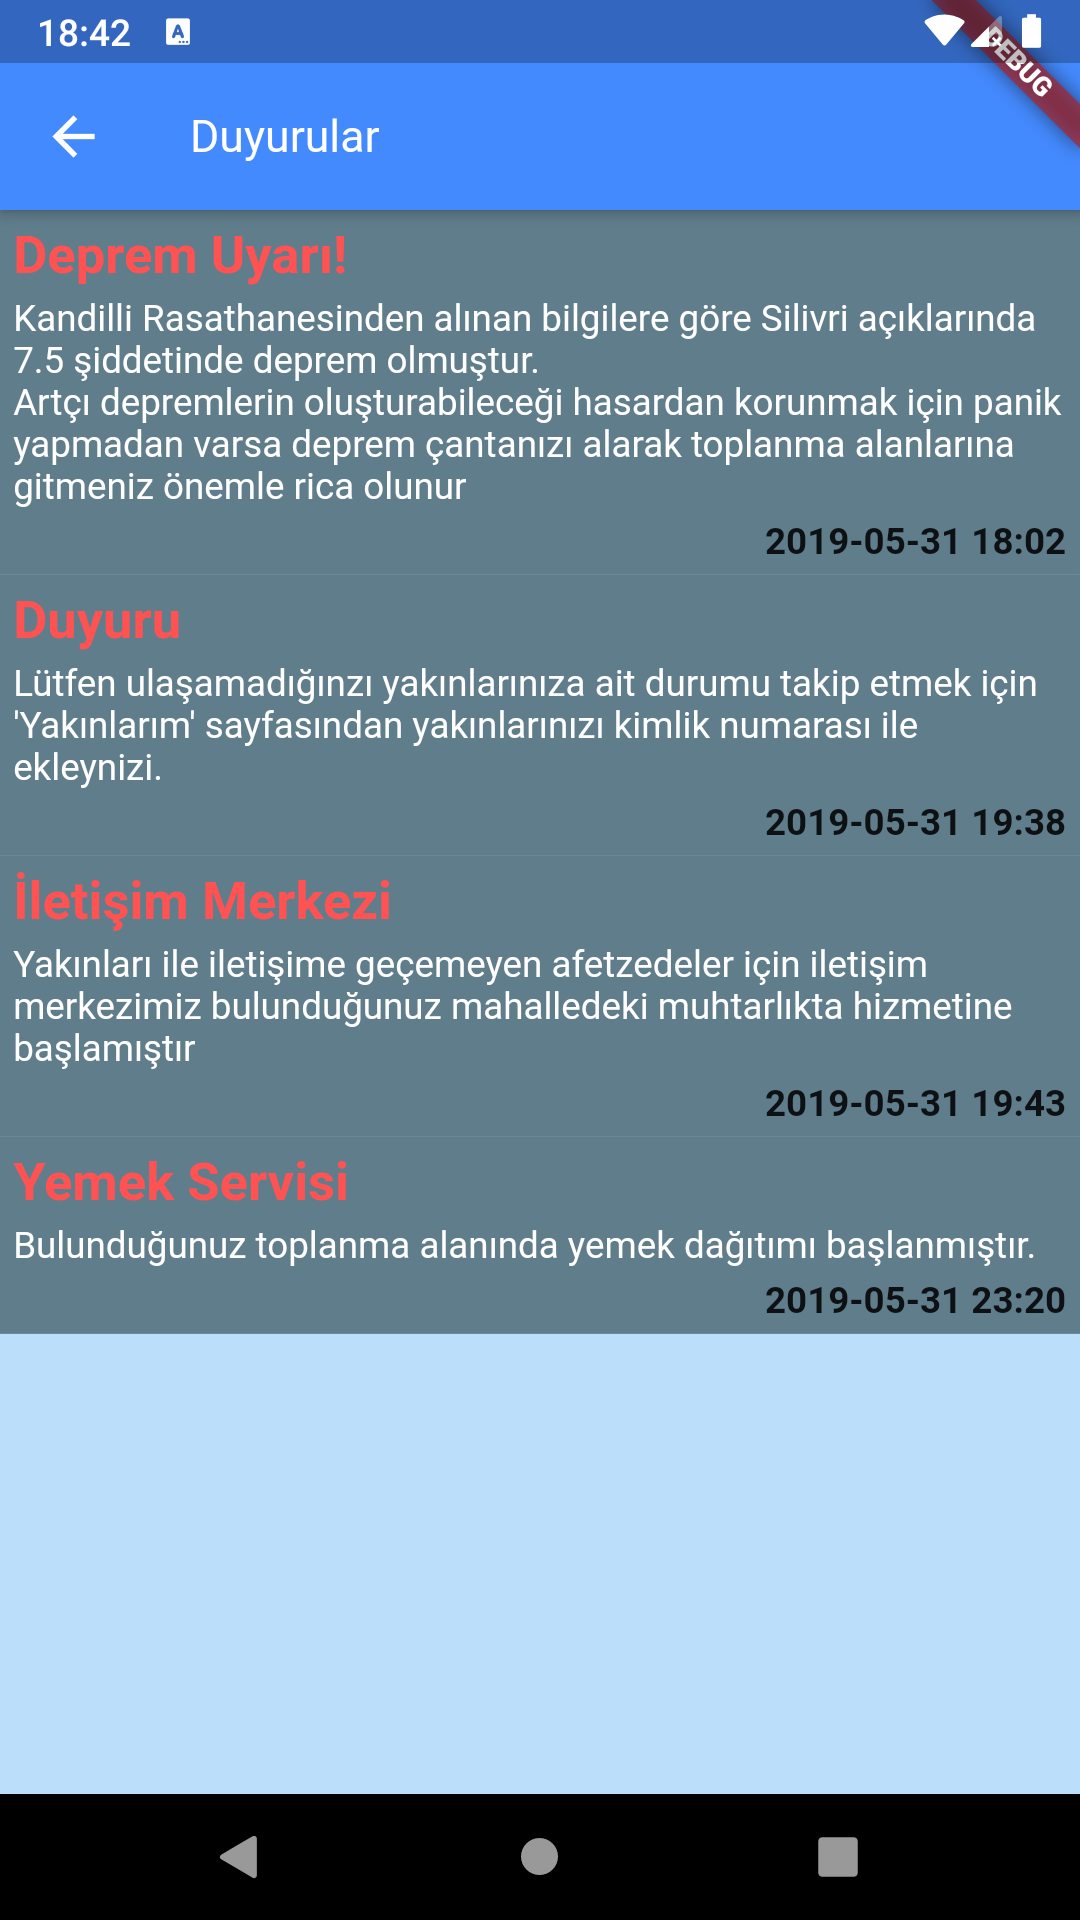 18:42
DEBUG
Duyurular
Deprem Uyarı!
Kandilli Rasathanesinden alınan bilgilere göre Silivri açıklarında
7.5 şiddetinde deprem olmuştur.
Artçı depremlerin oluşturabileceği hasardan korunmak için panik
yapmadan varsa deprem çantanızı alarak toplanma alanlarına
gitmeniz önemle rica olunur
2019-05-31 18:02
Duyuru
Lütfen ulaşamadığınzı yakınlarınıza ait durumu takip etmek için
'Yakınlarım' sayfasından yakınlarınızı kimlik numarası ile
ekleynizi.
2019-05-31 19:38
İletişim Merkezi
Yakınları ile iletişime geçemeyen afetzedeler için iletişim
merkezimiz bulunduğunuz mahalledeki muhtarlıkta hizmetine
başlamıştır
2019-05-31 19:43
Yemek Servisi
Bulunduğunuz toplanma alanında yemek dağıtımı başlanmıştır.
2019-05-31 23:20